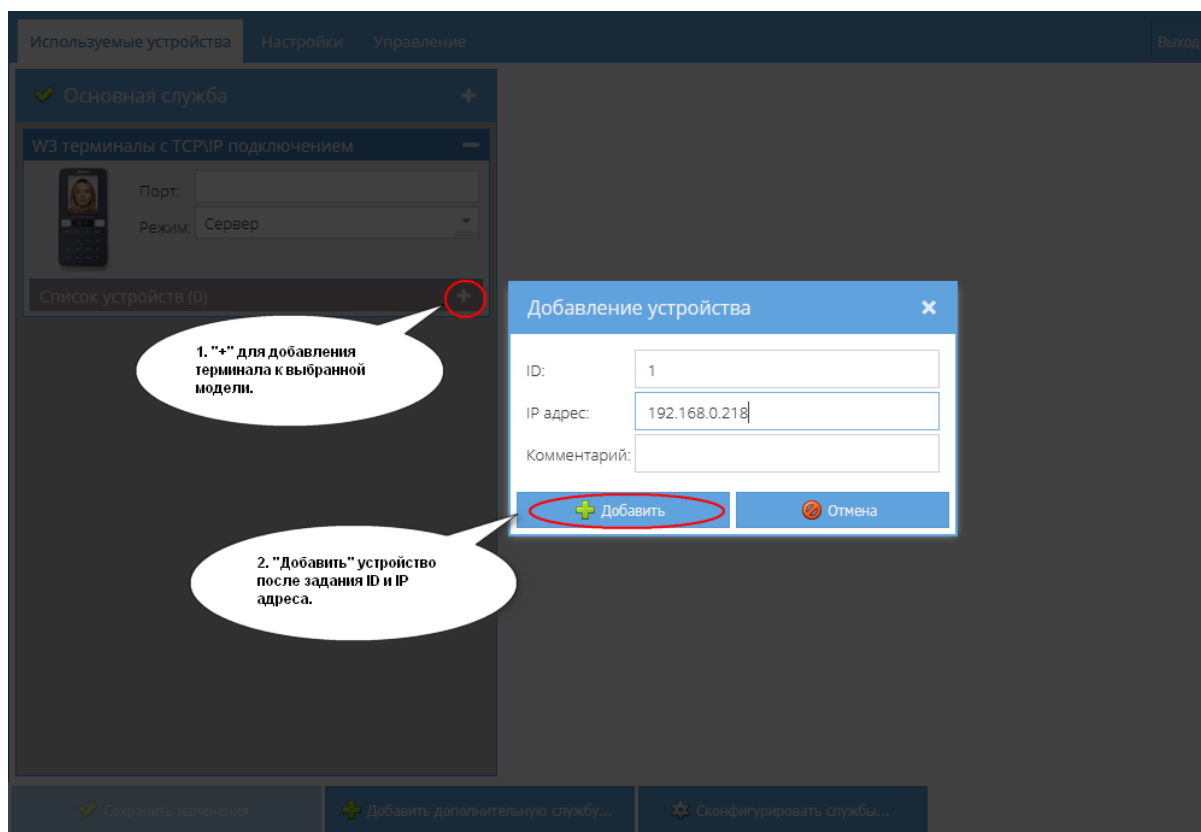 Используемые устройства Настройки Управление Выход
Основная служба
W3 терминалы с TCP\IP подключением
Порт:
Режим: Сервер
Список устройств (0)
1. "+" для добавления
терминала к выбранной
модели.
Добавление устройства
ID: 1
IP адрес: 192.168.0.218
Комментарий:
Добавить Отмена
2. "Добавить" устройство
после задания ID и IP
адреса.
Сохранить изменения Добавить дополнительную службу... Сконфигурировать службы...